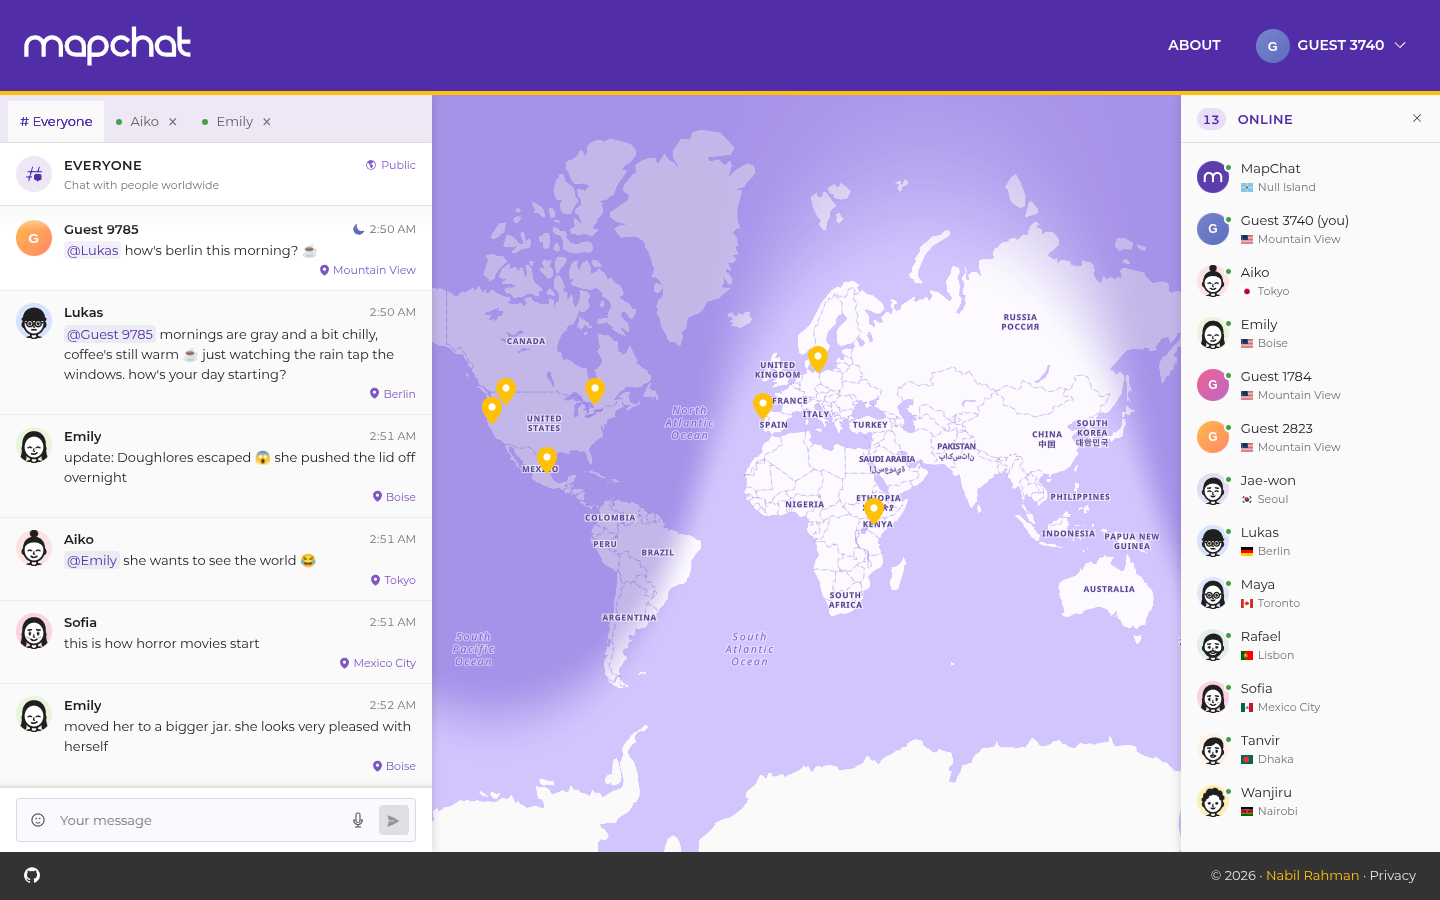 mapchat
ABOUT
G
GUEST 3740
# Everyone
Aiko ×
Emily ×
EVERYONE
Public
Chat with people worldwide
G
Guest 9785
2:50 AM
@Lukas how's berlin this morning? ☕
Mountain View
Lukas
2:50 AM
@Guest 9785 mornings are gray and a bit chilly,
coffee's still warm ☕ just watching the rain tap the
windows. how's your day starting?
Berlin
Emily
2:51 AM
update: Doughlores escaped 😱 she pushed the lid off
overnight
Boise
Aiko
2:51 AM
@Emily she wants to see the world 😂
Tokyo
Sofia
2:51 AM
this is how horror movies start
Mexico City
Emily
2:52 AM
moved her to a bigger jar. she looks very pleased with
herself
Boise
Your message
CANADA
UNITED
STATES
North
Atlantic
Ocean
COLOMBIA
PERU
BRAZIL
ARGENTINA
South
Pacific
Ocean
South
Atlantic
Ocean
UNITED
KINGDOM
FRANCE
SPAIN
ITALY
TURKEY
RUSSIA
РОССИЯ
SAUDI ARABIA
السعودية
PAKISTAN
پاکستان
CHINA
中国
SOUTH
KOREA
대한민국
NIGERIA
ETHIOPIA
KENYA
SOUTH
AFRICA
PHILIPPINES
INDONESIA
PAPUA NEW
GUINEA
AUSTRALIA
13 ONLINE
MapChat
Null Island
G
Guest 3740 (you)
Mountain View
Aiko
Tokyo
Emily
Boise
G
Guest 1784
Mountain View
G
Guest 2823
Mountain View
Jae-won
Seoul
Lukas
Berlin
Maya
Toronto
Rafael
Lisbon
Sofia
Mexico City
Tanvir
Dhaka
Wanjiru
Nairobi
© 2026 · Nabil Rahman · Privacy